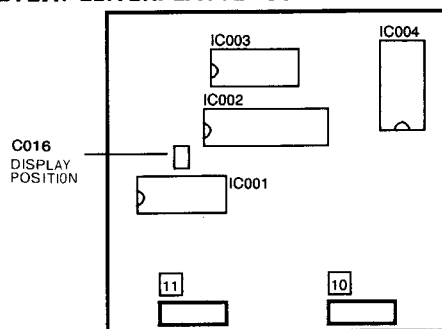 IC003
IC004
IC002
C016
DISPLAY
POSITION
IC001
11
10